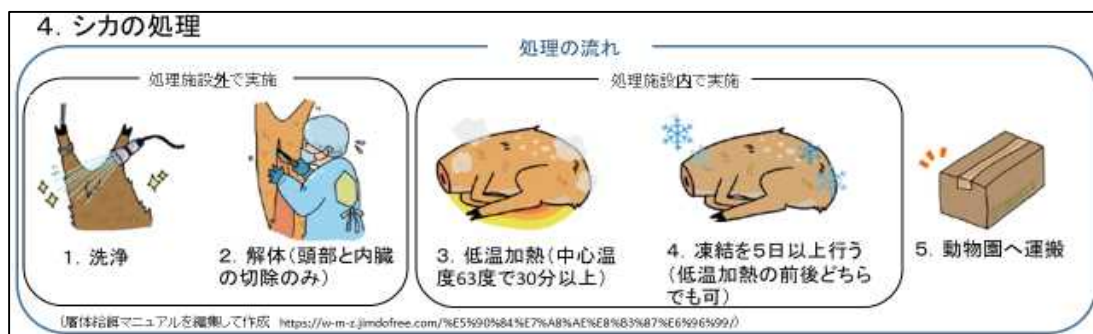 4. シカの処理
処理の流れ
処理施設外で実施
処理施設内で実施
1. 洗浄
2. 解体(頭部と内臓
の切除のみ)
3. 低温加熱(中心温
度63度で30分以上)
4. 凍結を5日以上行う
(低温加熱の前後どちら
でも可)
5. 動物園へ運搬
(屠体給餌マニュアルを編集して作成 https://w-m-z.jimdofree.com/%E5%90%84%E7%A8%AE%E8%B3%87%E6%96%99/)